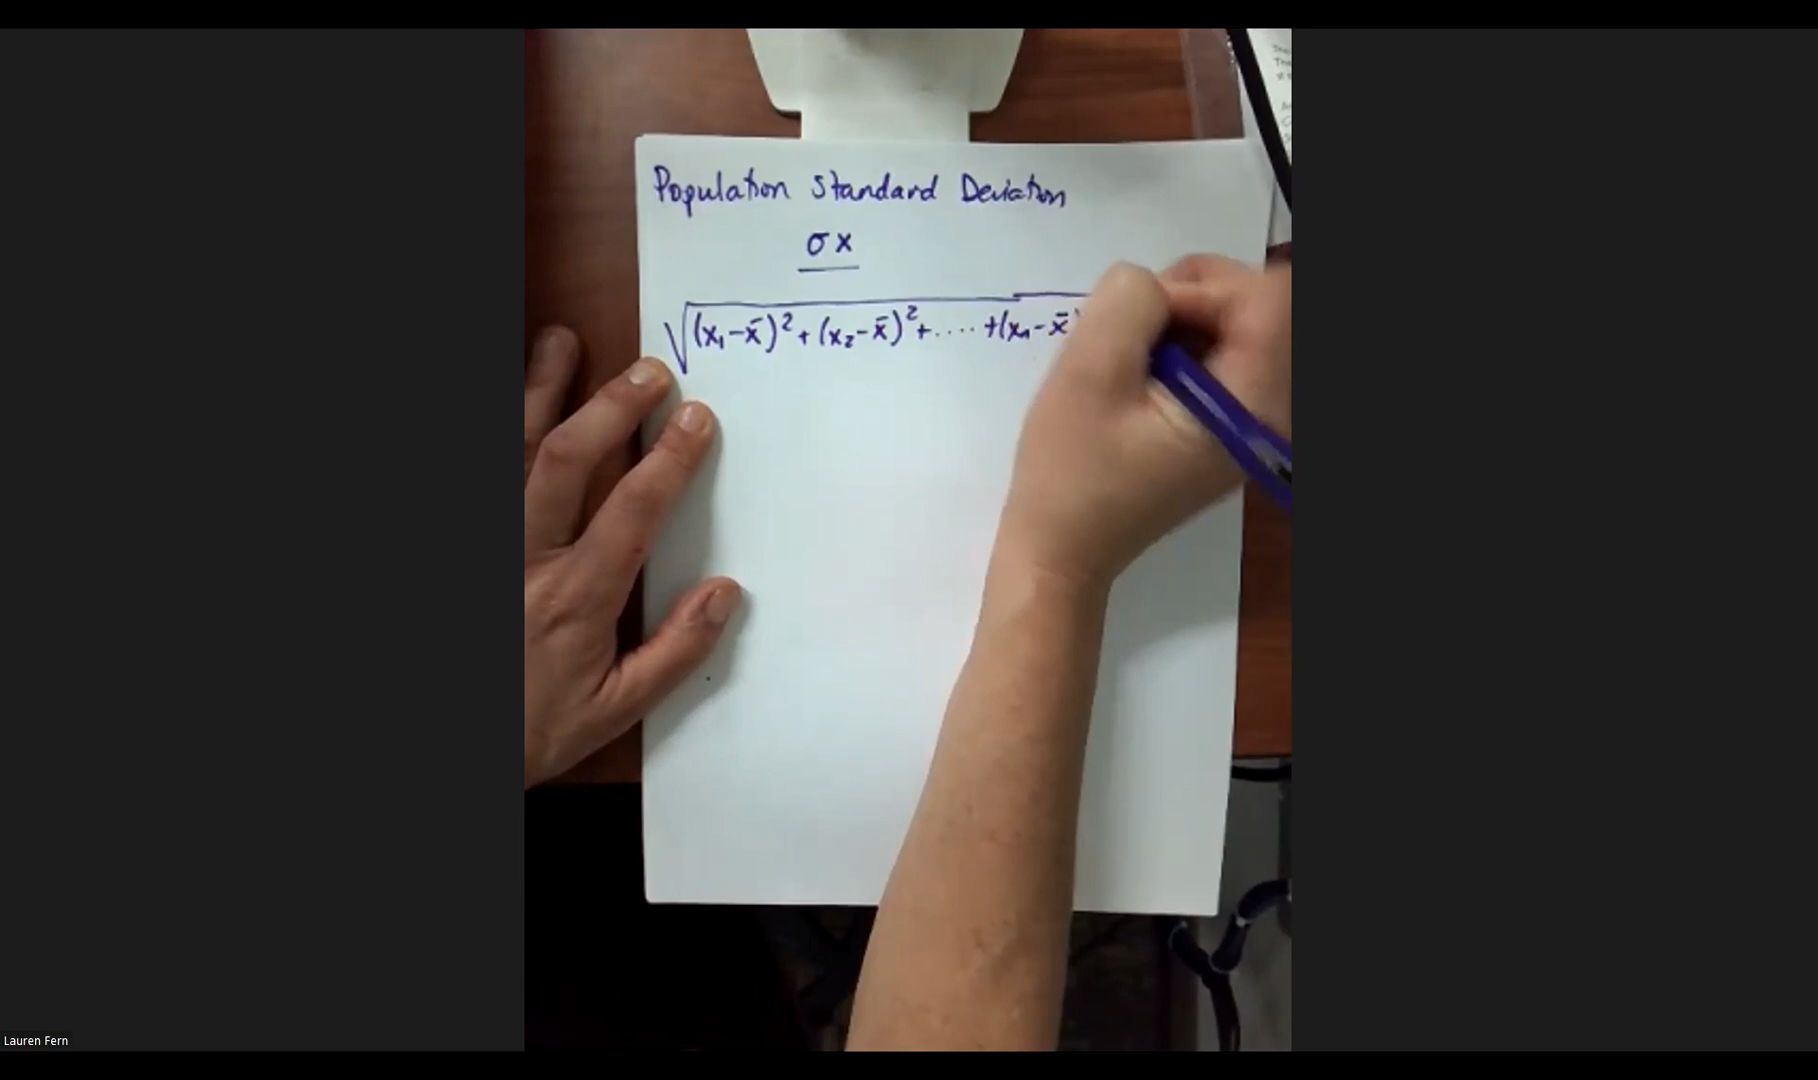 Population Standard Deviation
σx
√(x₁-x̄)²+(x₂-x̄)²+....+(xₙ-x̄)
Lauren Fern